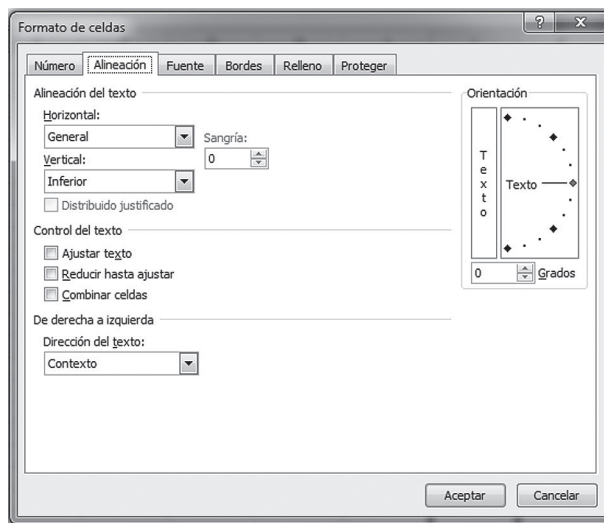 Formato de celdas
?
X
Número Alineación Fuente Bordes Relleno Proteger
Alineación del texto
Horizontal:
General
Sangría:
0
Vertical:
Inferior
Distribuido justificado
Control del texto
Ajustar texto
Reducir hasta ajustar
Combinar celdas
De derecha a izquierda
Dirección del texto:
Contexto
Orientación
Texto
Texto
0 Grados
Aceptar Cancelar